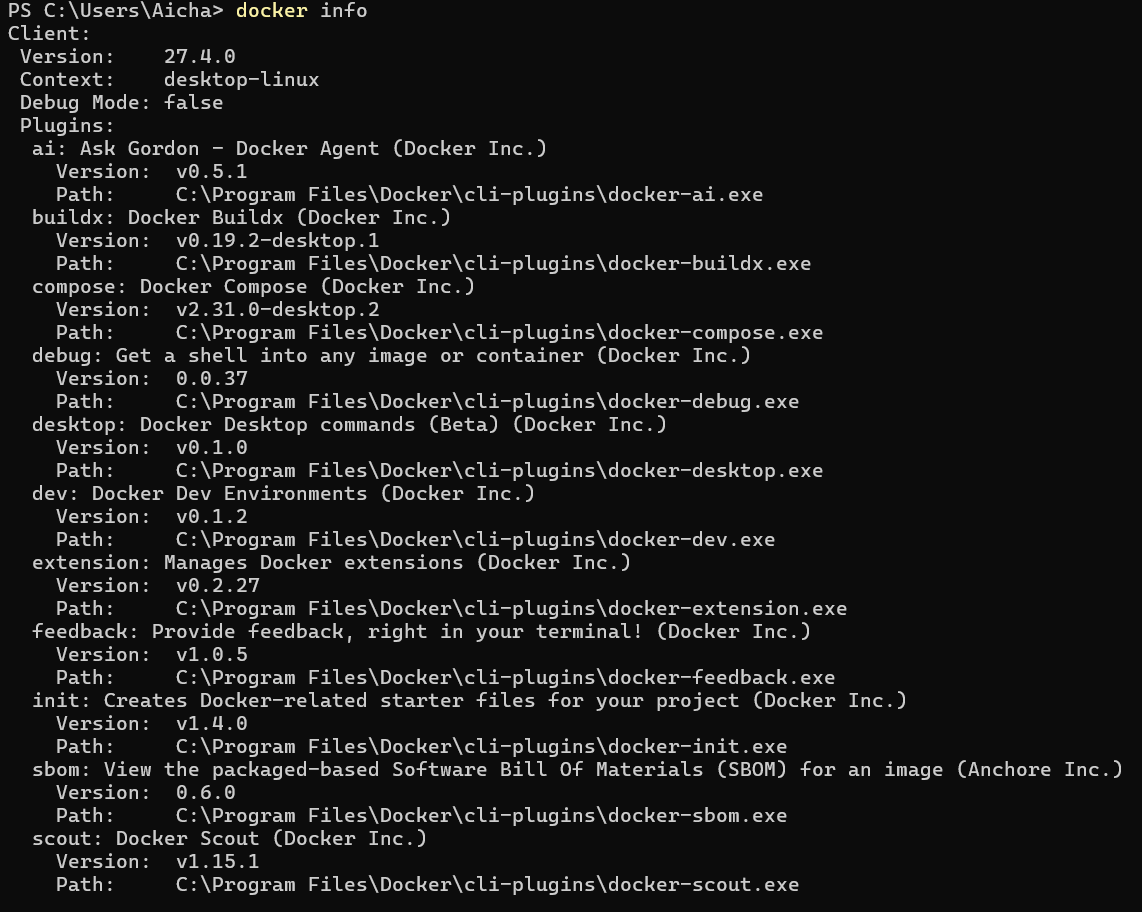 PS C:\Users\Aicha> docker info
Client:
 Version:    27.4.0
 Context:    desktop-linux
 Debug Mode: false
 Plugins:
  ai: Ask Gordon - Docker Agent (Docker Inc.)
    Version:  v0.5.1
    Path:     C:\Program Files\Docker\cli-plugins\docker-ai.exe
  buildx: Docker Buildx (Docker Inc.)
    Version:  v0.19.2-desktop.1
    Path:     C:\Program Files\Docker\cli-plugins\docker-buildx.exe
  compose: Docker Compose (Docker Inc.)
    Version:  v2.31.0-desktop.2
    Path:     C:\Program Files\Docker\cli-plugins\docker-compose.exe
  debug: Get a shell into any image or container (Docker Inc.)
    Version:  0.0.37
    Path:     C:\Program Files\Docker\cli-plugins\docker-debug.exe
  desktop: Docker Desktop commands (Beta) (Docker Inc.)
    Version:  v0.1.0
    Path:     C:\Program Files\Docker\cli-plugins\docker-desktop.exe
  dev: Docker Dev Environments (Docker Inc.)
    Version:  v0.1.2
    Path:     C:\Program Files\Docker\cli-plugins\docker-dev.exe
  extension: Manages Docker extensions (Docker Inc.)
    Version:  v0.2.27
    Path:     C:\Program Files\Docker\cli-plugins\docker-extension.exe
  feedback: Provide feedback, right in your terminal! (Docker Inc.)
    Version:  v1.0.5
    Path:     C:\Program Files\Docker\cli-plugins\docker-feedback.exe
  init: Creates Docker-related starter files for your project (Docker Inc.)
    Version:  v1.4.0
    Path:     C:\Program Files\Docker\cli-plugins\docker-init.exe
  sbom: View the packaged-based Software Bill Of Materials (SBOM) for an image (Anchore Inc.)
    Version:  0.6.0
    Path:     C:\Program Files\Docker\cli-plugins\docker-sbom.exe
  scout: Docker Scout (Docker Inc.)
    Version:  v1.15.1
    Path:     C:\Program Files\Docker\cli-plugins\docker-scout.exe